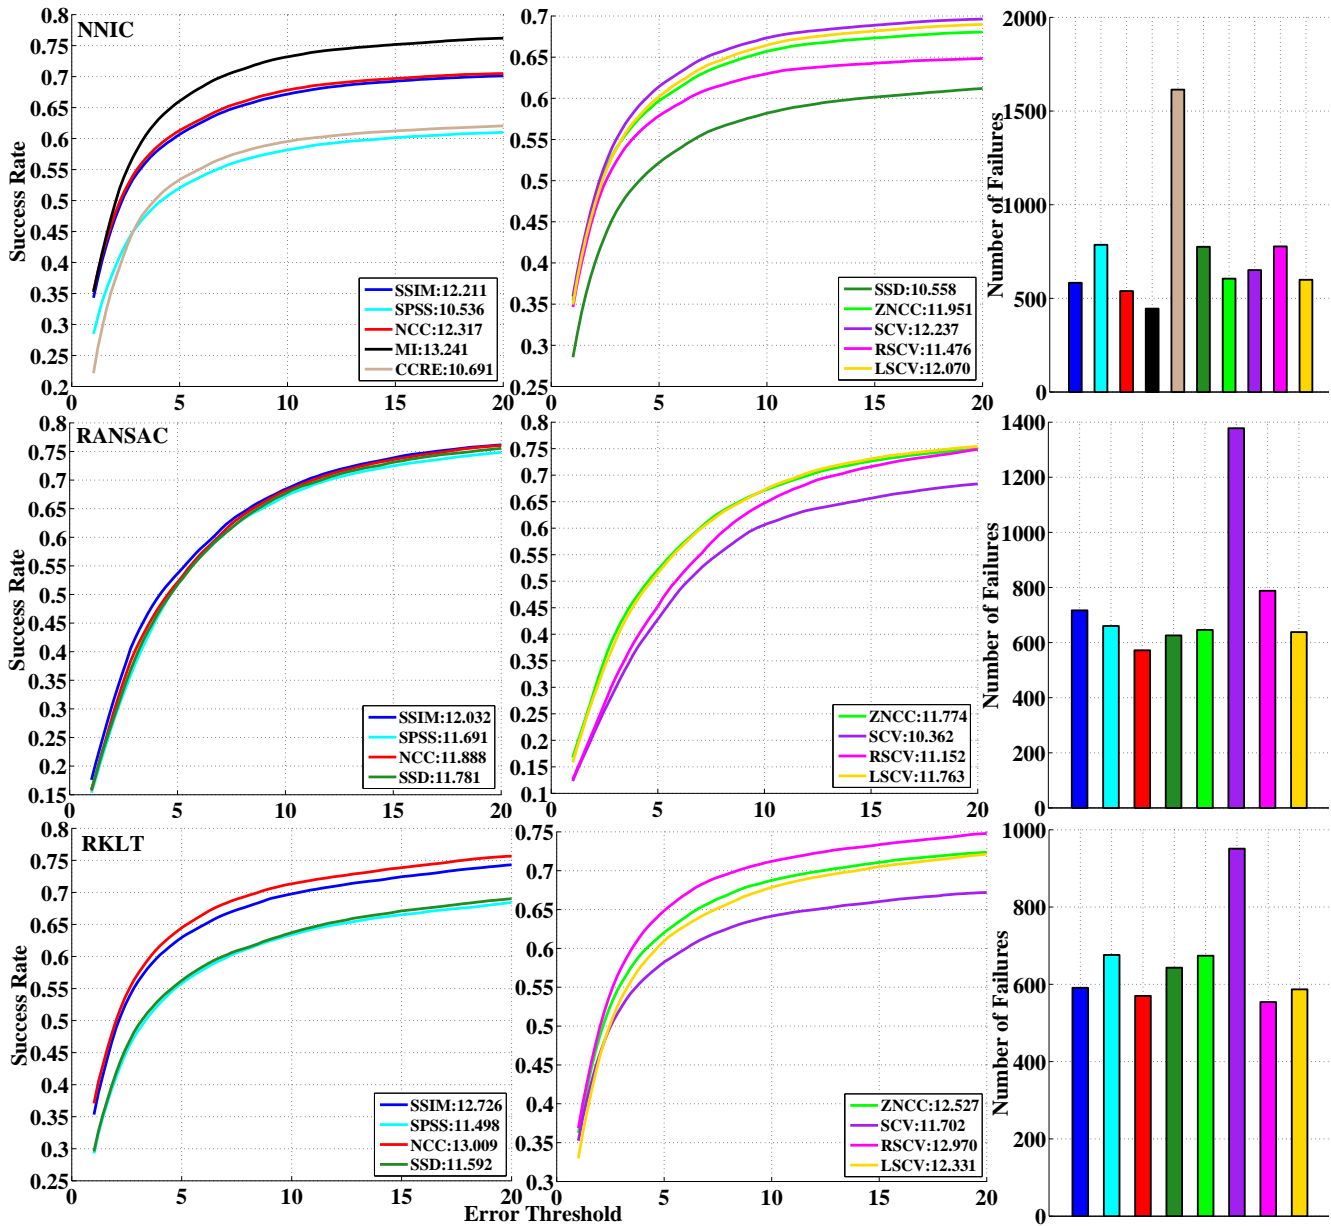 NNIC
Success Rate
0.8
0.75
0.7
0.65
0.6
0.55
0.5
0.45
0.4
0.35
0.3
0.25
0.2
0 5 10 15 20
SSIM:12.211
SPSS:10.536
NCC:12.317
MI:13.241
CCRE:10.691
0.7
0.65
0.6
0.55
0.5
0.45
0.4
0.35
0.3
0.25
0 5 10 15 20
SSD:10.558
ZNCC:11.951
SCV:12.237
RSCV:11.476
LSCV:12.070
Number of Failures
2000
1500
1000
500
0
RANSAC
Success Rate
0.8
0.75
0.7
0.65
0.6
0.55
0.5
0.45
0.4
0.35
0.3
0.25
0.2
0.15
0 5 10 15 20
SSIM:12.032
SPSS:11.691
NCC:11.888
SSD:11.781
0.8
0.75
0.7
0.65
0.6
0.55
0.5
0.45
0.4
0.35
0.3
0.25
0.2
0.15
0.1
0 5 10 15 20
ZNCC:11.774
SCV:10.362
RSCV:11.152
LSCV:11.763
Number of Failures
1400
1200
1000
800
600
400
200
0
RKLT
Success Rate
0.8
0.75
0.7
0.65
0.6
0.55
0.5
0.45
0.4
0.35
0.3
0.25
0 5 10 15 20
SSIM:12.726
SPSS:11.498
NCC:13.009
SSD:11.592
0.75
0.7
0.65
0.6
0.55
0.5
0.45
0.4
0.35
0.3
0 5 10 15 20
ZNCC:12.527
SCV:11.702
RSCV:12.970
LSCV:12.331
Number of Failures
1000
800
600
400
200
0
Error Threshold